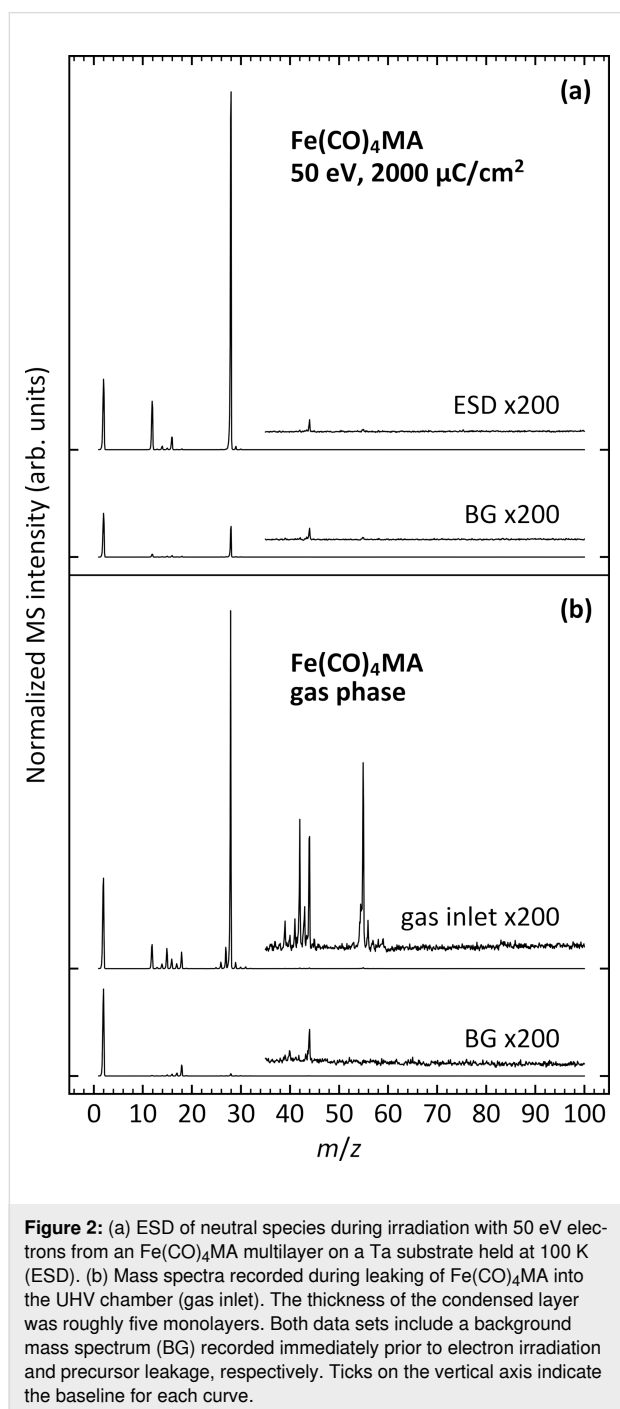 (a)
Fe(CO)₄MA
50 eV, 2000 µC/cm²
ESD x200
BG x200
Normalized MS intensity (arb. units)
(b)
Fe(CO)₄MA
gas phase
gas inlet x200
BG x200
0 10 20 30 40 50 60 70 80 90 100
m/z
Figure 2: (a) ESD of neutral species during irradiation with 50 eV elec-
trons from an Fe(CO)₄MA multilayer on a Ta substrate held at 100 K
(ESD). (b) Mass spectra recorded during leaking of Fe(CO)₄MA into
the UHV chamber (gas inlet). The thickness of the condensed layer
was roughly five monolayers. Both data sets include a background
mass spectrum (BG) recorded immediately prior to electron irradiation
and precursor leakage, respectively. Ticks on the vertical axis indicate
the baseline for each curve.